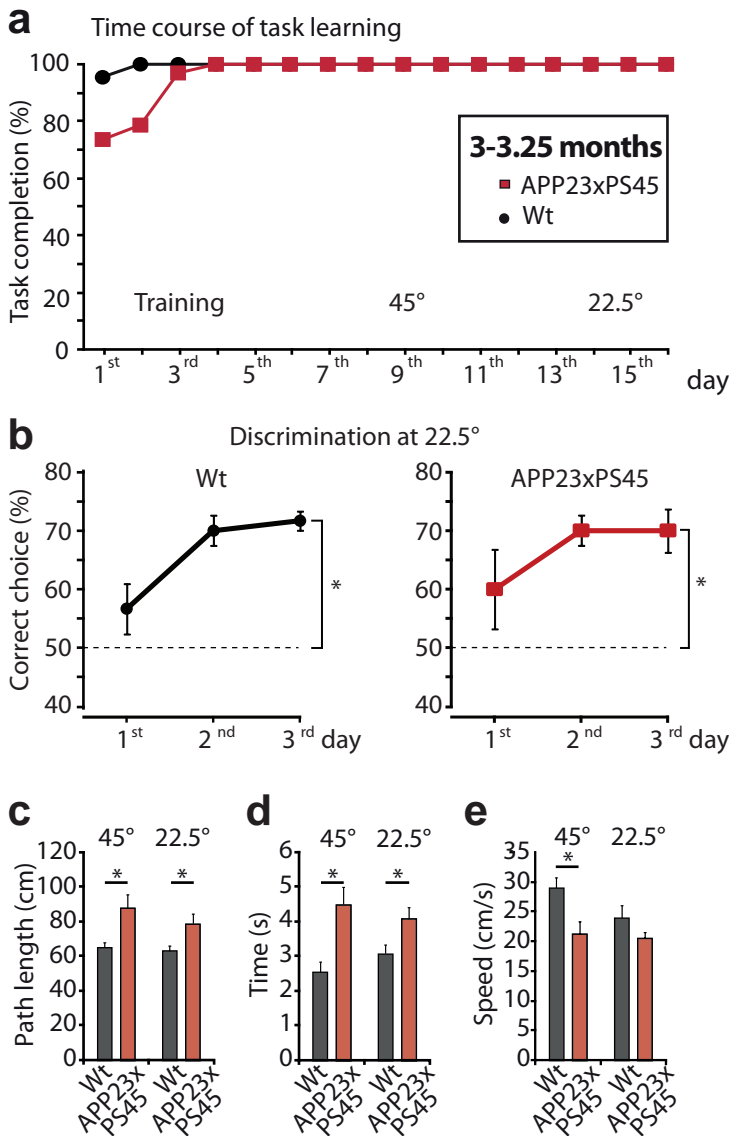 a
Time course of task learning
Task completion (%)
100
80
60
40
20
0
3-3.25 months
APP23xPS45
Wt
Training 45° 22.5°
1st 3rd 5th 7th 9th 11th 13th 15th day
b
Discrimination at 22.5°
Wt
Correct choice (%)
80
70
60
50
40
*
1st 2nd 3rd day
APP23xPS45
80
70
60
50
40
*
1st 2nd 3rd day
c
45° 22.5°
Path length (cm)
120
100
80
60
40
20
0
* *
Wt
APP23x
PS45
Wt
APP23x
PS45
d
45° 22.5°
Time (s)
6
5
4
3
2
1
0
* *
Wt
APP23x
PS45
Wt
APP23x
PS45
e
45° 22.5°
Speed (cm/s)
35
30
25
20
15
10
5
0
*
Wt
APP23x
PS45
Wt
APP23x
PS45